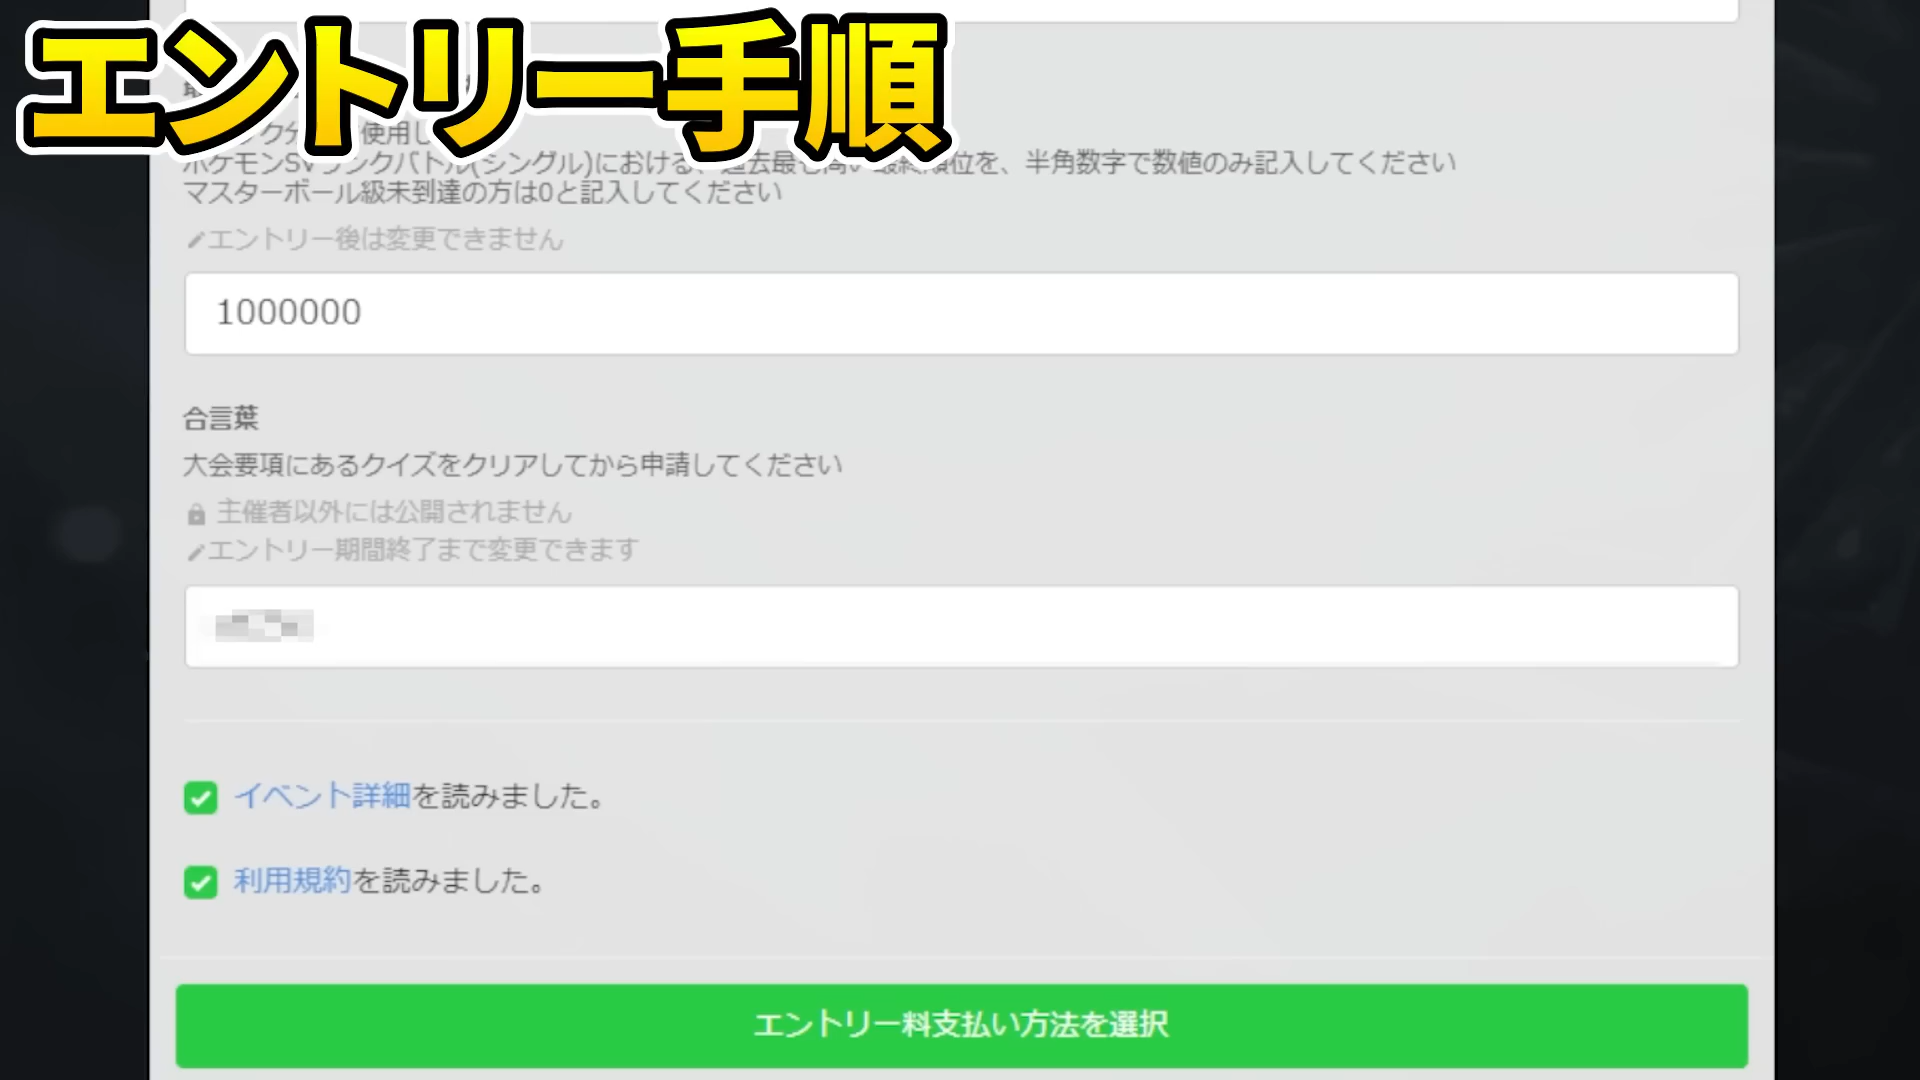 エントリー手順
使用し
ポケモンSVランクバトル(シングル)における、過去最も高い最終順位を、半角数字で数値のみ記入してください
マスターボール級未到達の方は0と記入してください
エントリー後は変更できません
1000000
合言葉
大会要項にあるクイズをクリアしてから申請してください
主催者以外には公開されません
エントリー期間終了まで変更できます
イベント詳細を読みました。
利用規約を読みました。
エントリー料支払い方法を選択